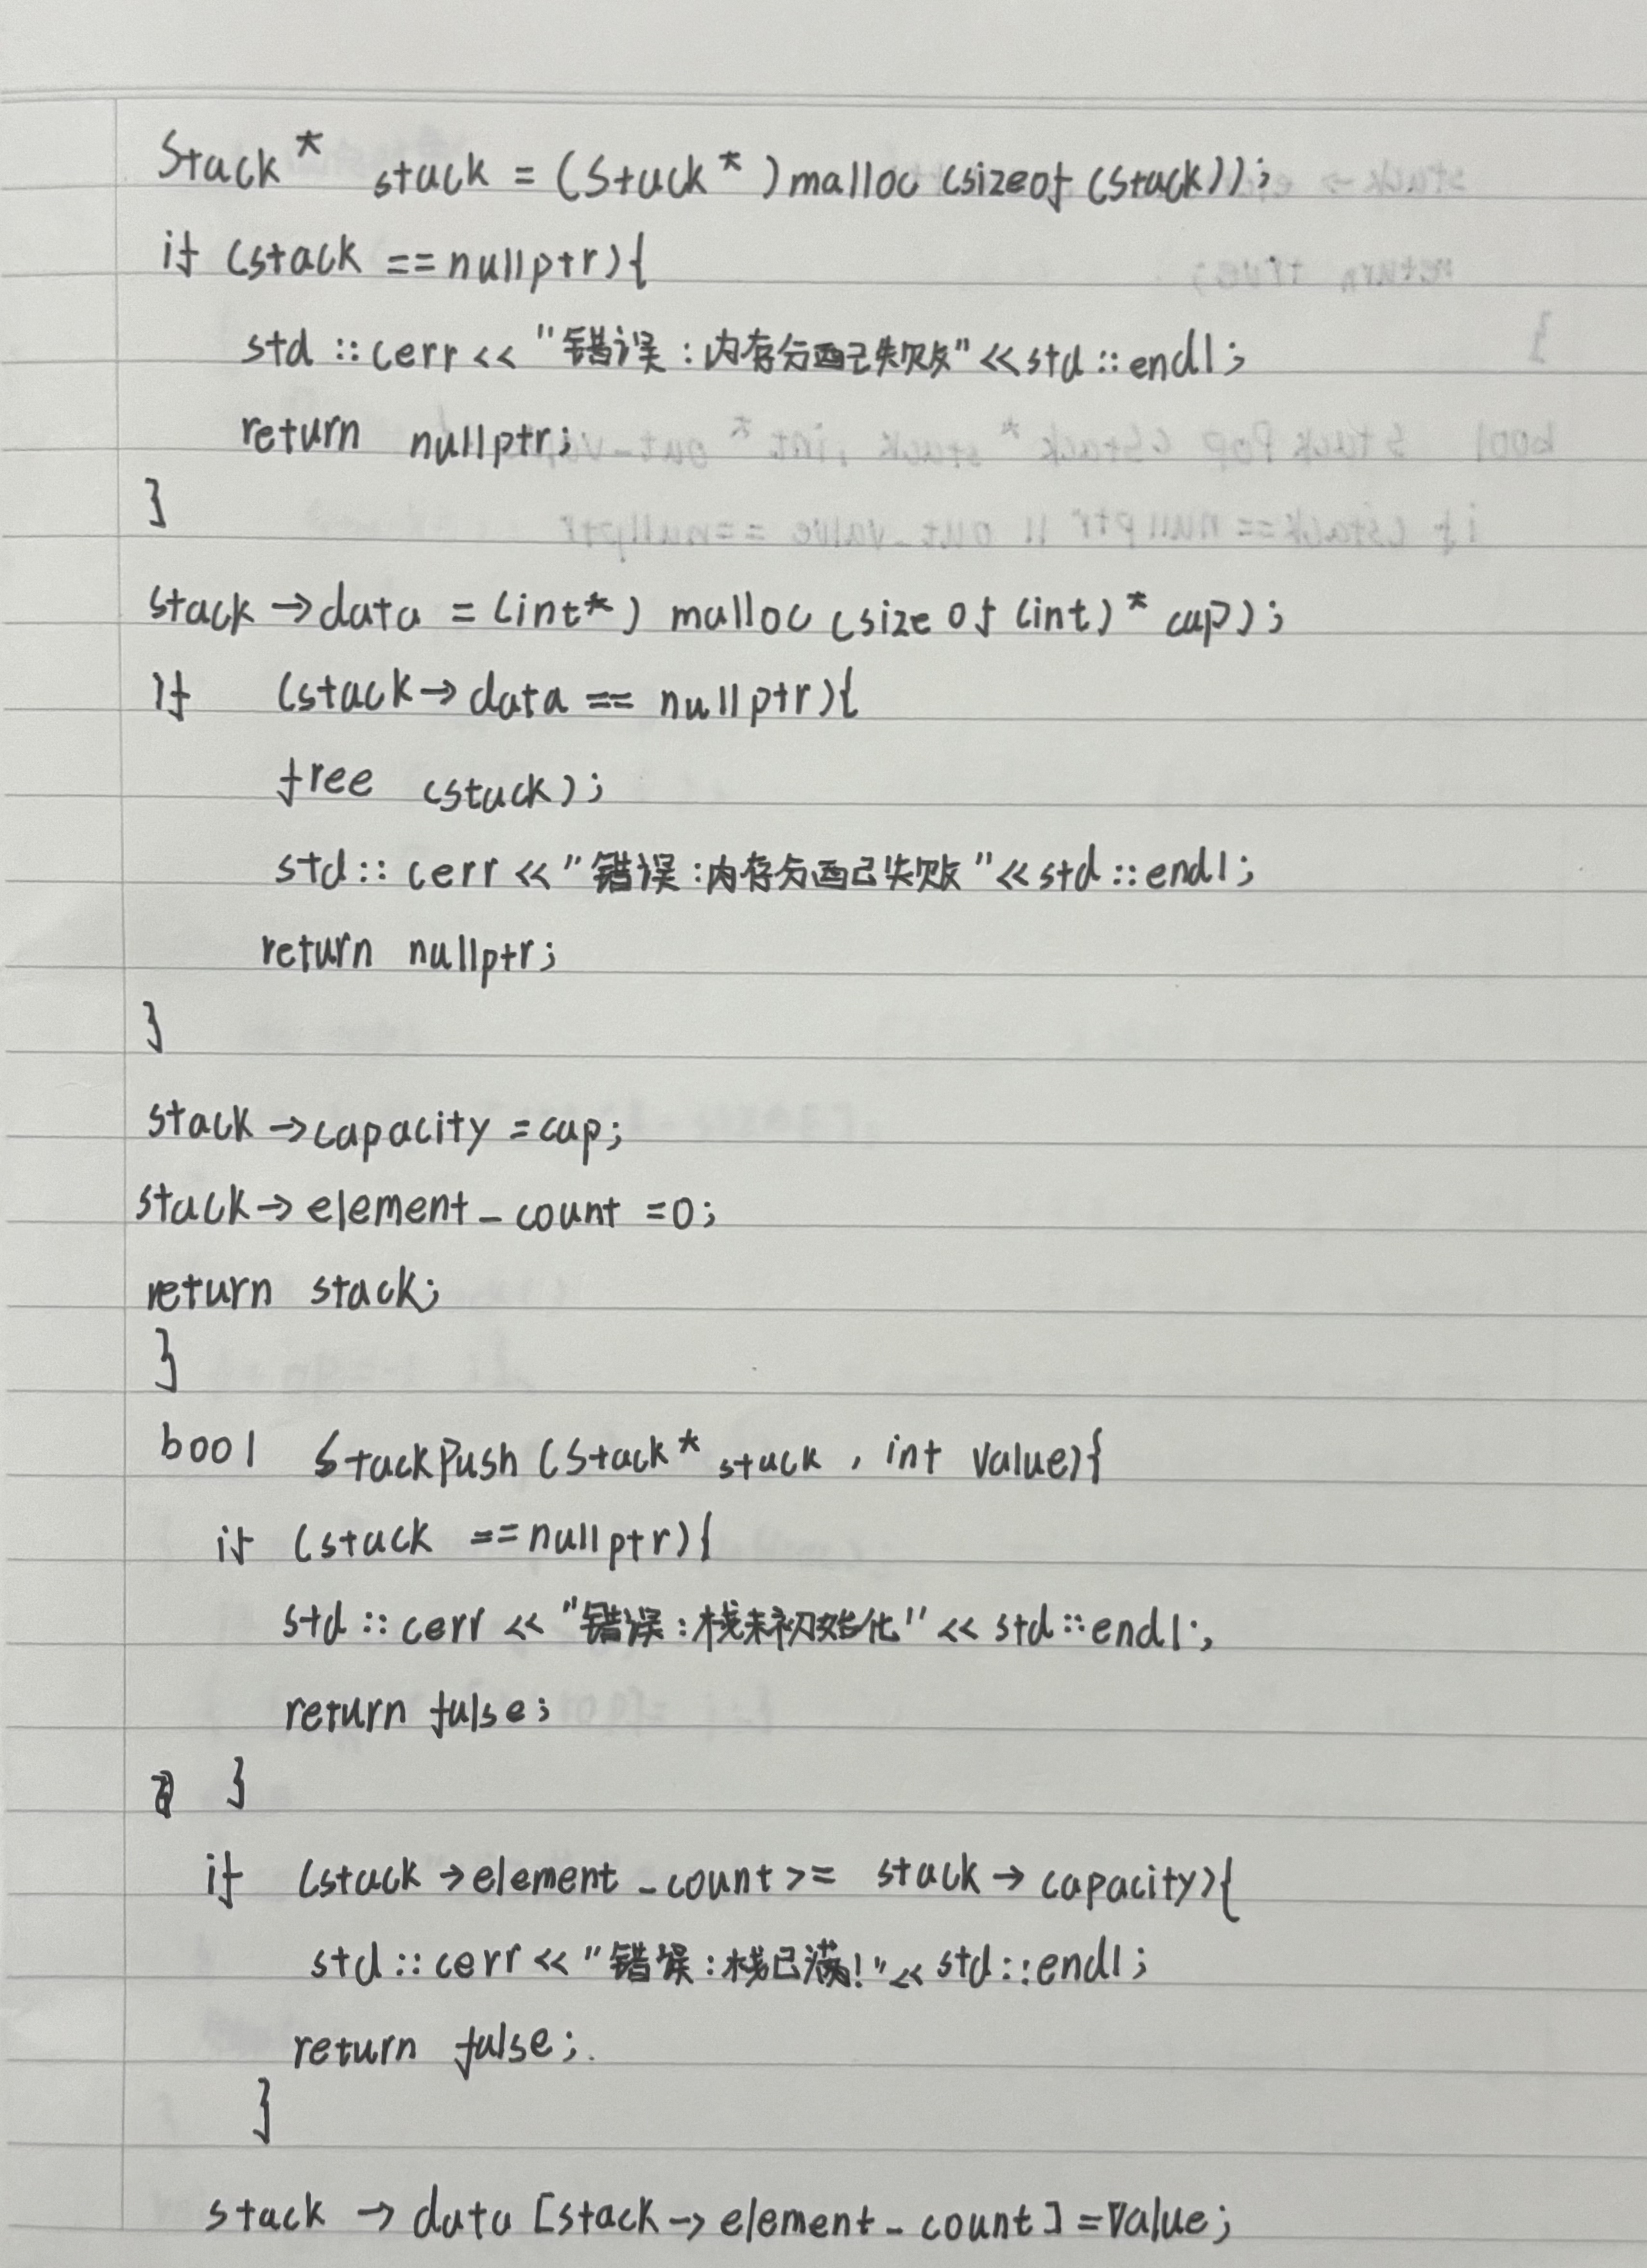 Stack* stack = (Stack*)malloc(sizeof(Stack));
if (stack == nullptr){
std::cerr << "错误:内存分配失败" << std::endl;
return nullptr;
}
stack→data = (int*) malloc(sizeof(int)* cap);
if (stack→data == nullptr){
free (stack);
std::cerr << "错误:内存分配失败" << std::endl;
return nullptr;
}
stack→capacity = cap;
stack→element_count = 0;
return stack;
}
bool StackPush (Stack* stack, int value){
if (stack == nullptr){
std::cerr << "错误:栈未初始化" << std::endl;
return false;
}
if (stack→element_count >= stack→capacity){
std::cerr << "错误:栈已满!" << std::endl;
return false;
}
stack→data[stack→element_count] = value;